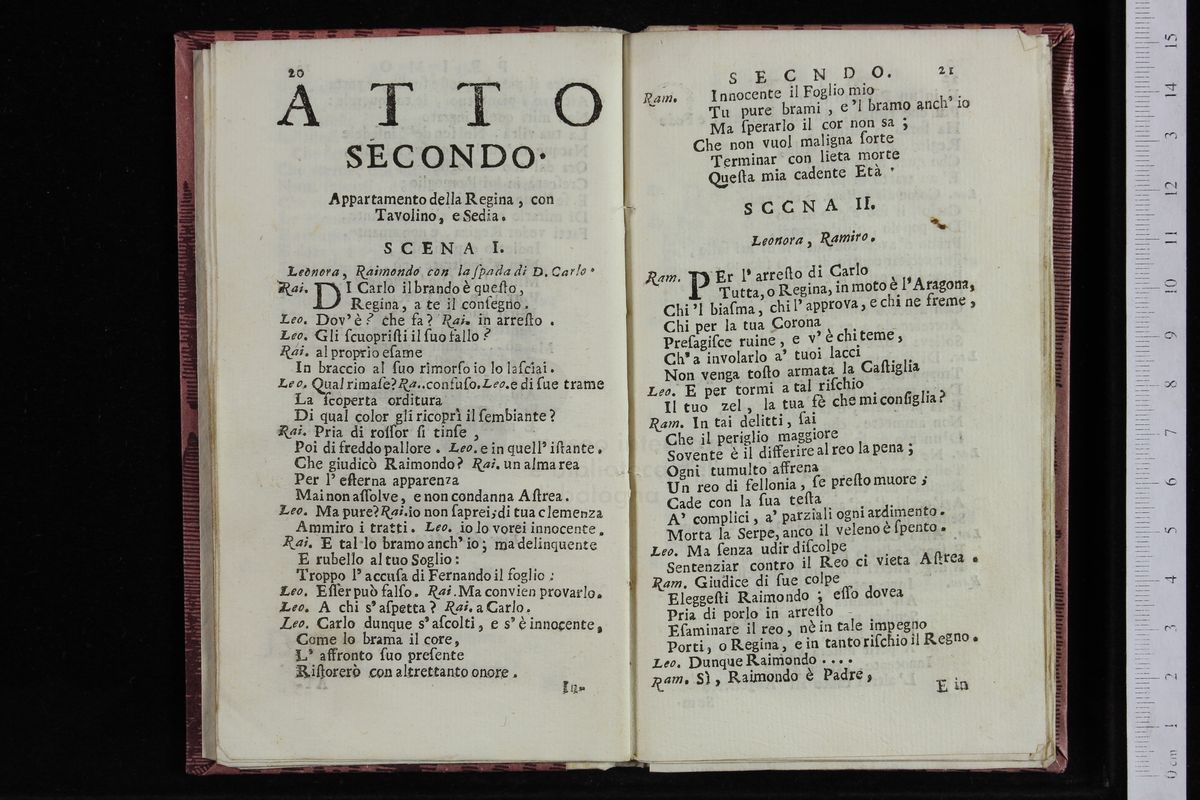 20
ATTO
SECONDO.
Appartamento della Regina, con
Tavolino, e Sedia.
SCENA I.
Leonora, Raimondo con la ſpada di D. Carlo.
Rai. DI Carlo il brando è queſto,
Regina, a te il conſegno.
Leo. Dov' è? che fa? Rai. in arreſto.
Leo. Gli ſcuopriſti il ſuo fallo?
Rai. al proprio eſame
In braccio al ſuo rimorſo io lo laſciai.
Leo. Qual rimaſe? Ra.. confuſo. Leo. e di ſue trame
La ſcoperta orditura
Di qual color gli ricoprì il ſembiante?
Rai. Pria di roſſor ſi tinſe,
Poi di freddo pallore. Leo. e in quell' iſtante.
Che giudicò Raimondo? Rai. un alma rea
Per l' eſterna apparenza
Mai non aſſolve, e non condanna Aſtrea.
Leo. Ma pure? Rai. io non ſaprei; di tua clemenza
Ammiro i tratti. Leo. io lo vorei innocente.
Rai. E tal lo bramo anch' io; ma delinquente
E rubello al tuo Soglio:
Troppo l' accuſa di Fernando il foglio:
Leo. Eſſer può falſo. Rai. Ma convien provarlo.
Leo. A chi s' aſpetta? Rai. a Carlo.
Leo. Carlo dunque s' aſcolti, e s' è innocente,
Come lo brama il core,
L' affronto ſuo preſente
Riſtorerò con altrettanto onore.
In-
SECNDO. 21
Ram. Innocente il Foglio mio
Tu pure brami, e 'l bramo anch' io
Ma ſperarlo il cor non sa;
Che non vuol maligna ſorte
Terminar con lieta morte
Queſta mia cadente Età.
SCCNA II.
Leonora, Ramiro.
Ram. PEr l' arreſto di Carlo
Tutta, o Regina, in moto è l' Aragona,
Chi 'l biaſma, chi l' approva, e chi ne freme,
Chi per la tua Corona
Preſagiſce ruine, e v' è chi teme,
Ch' a involarlo a' tuoi lacci
Non venga toſto armata la Caſtiglia
Leo. E per tormi a tal riſchio
Il tuo zel, la tua fè che mi conſiglia?
Ram. In tai delitti, ſai
Che il periglio maggiore
Sovente è il differire al reo la pena;
Ogni tumulto affrena
Un reo di fellonia, ſe preſto muore;
Cade con la ſua teſta
A' complici, a' parziali ogni ardimento.
Morta la Serpe, anco il veleno è ſpento.
Leo. Ma ſenza udir diſcolpe
Sentenziar contro il Reo ci vieta Aſtrea.
Ram. Giudice di ſue colpe
Eleggeſti Raimondo; eſſo dovea
Pria di porlo in arreſto
Eſaminare il reo, nè in tale impegno
Porti, o Regina, e in tanto riſchio il Regno.
Leo. Dunque Raimondo ....
Ram. Sì, Raimondo è Padre,
E in